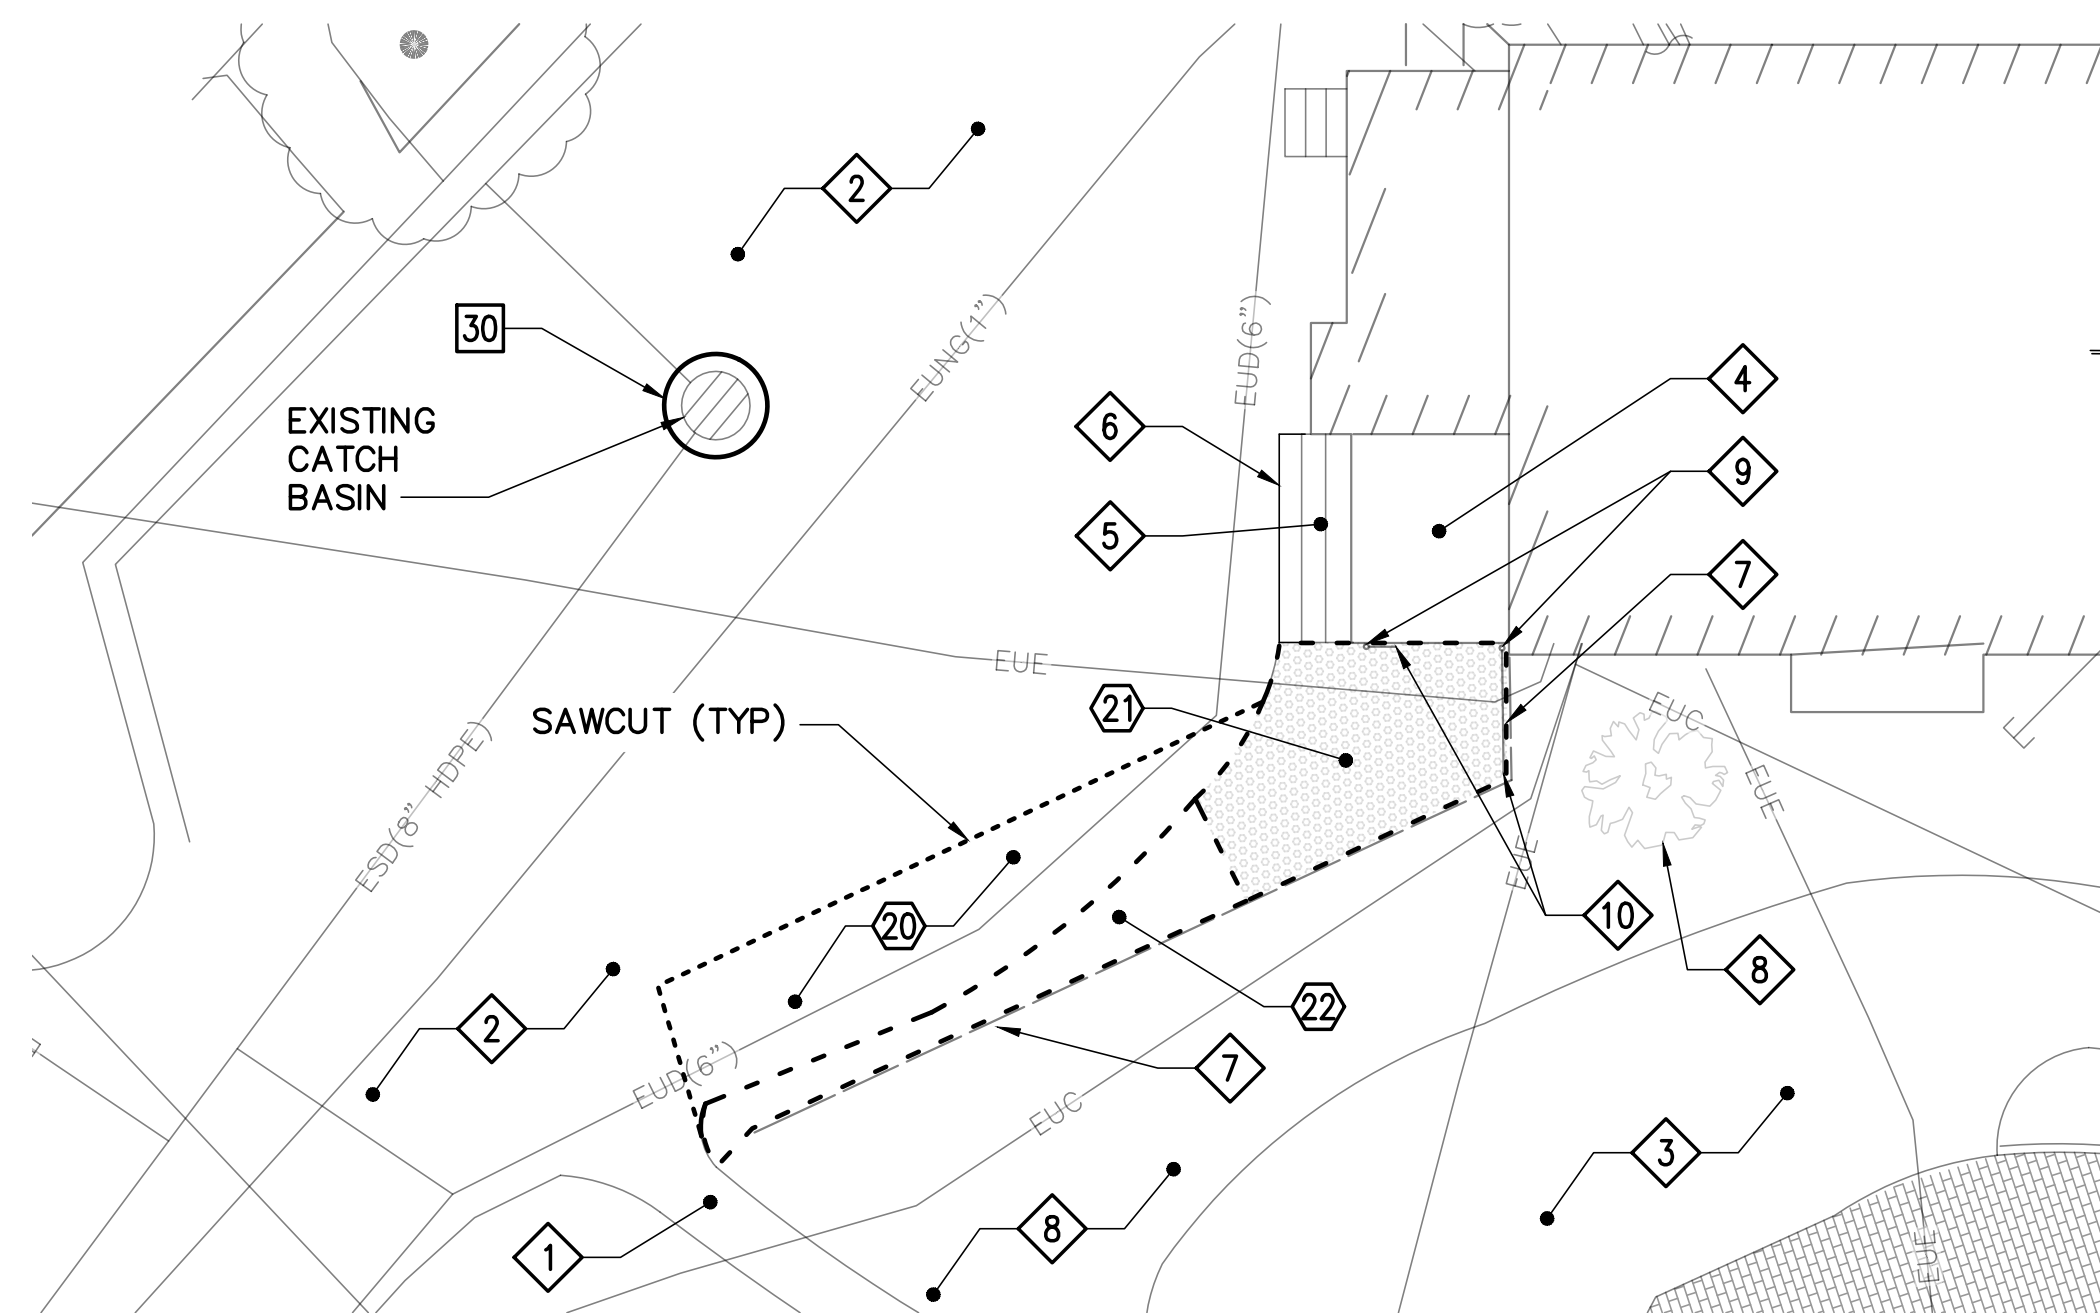 2
30
EUNG(1")
EUD(6")
4
EXISTING
CATCH
BASIN
6
9
5
7
EUE
21
SAWCUT (TYP)
EUC
ESD(8" HDPE)
EUE
EUE
20
10
8
2
22
EUD(6")
7
EUC
3
8
1
EUE